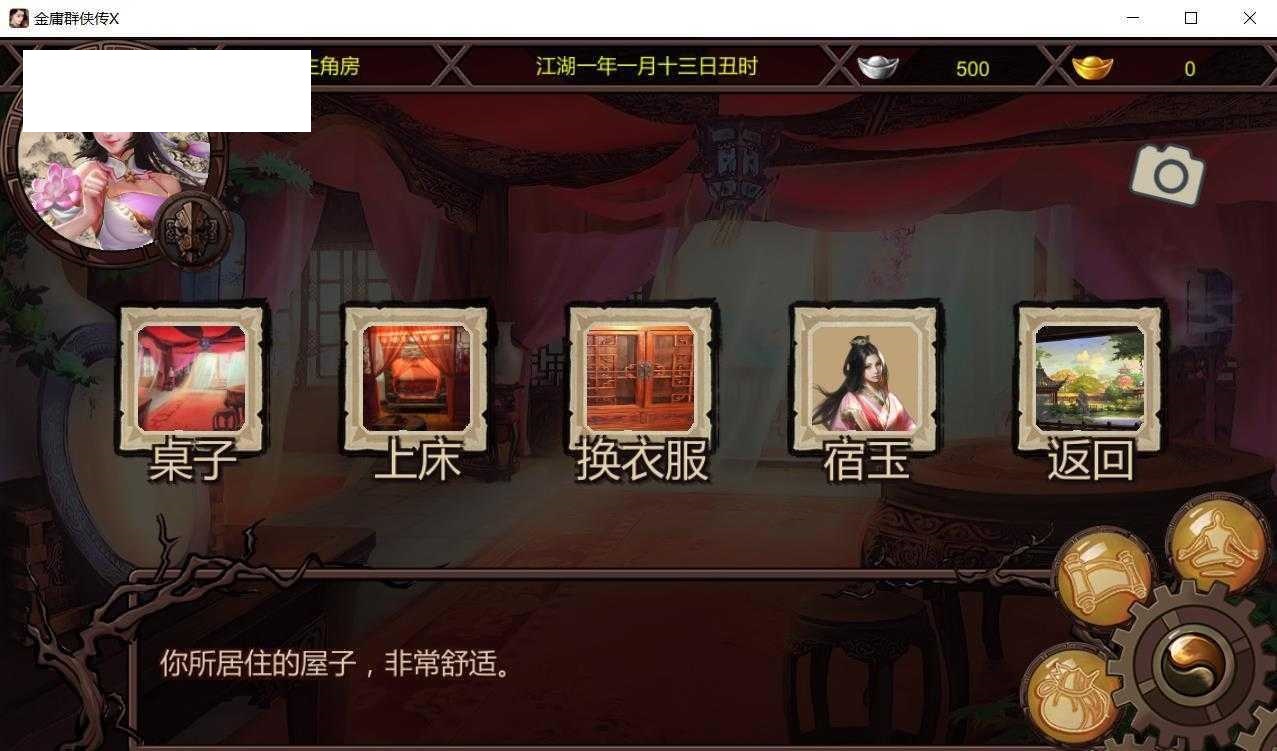 金庸群侠传X
主角房
江湖一年一月十三日丑时
500
0
桌子
上床
换衣服
宿玉
返回
你所居住的屋子，非常舒适。